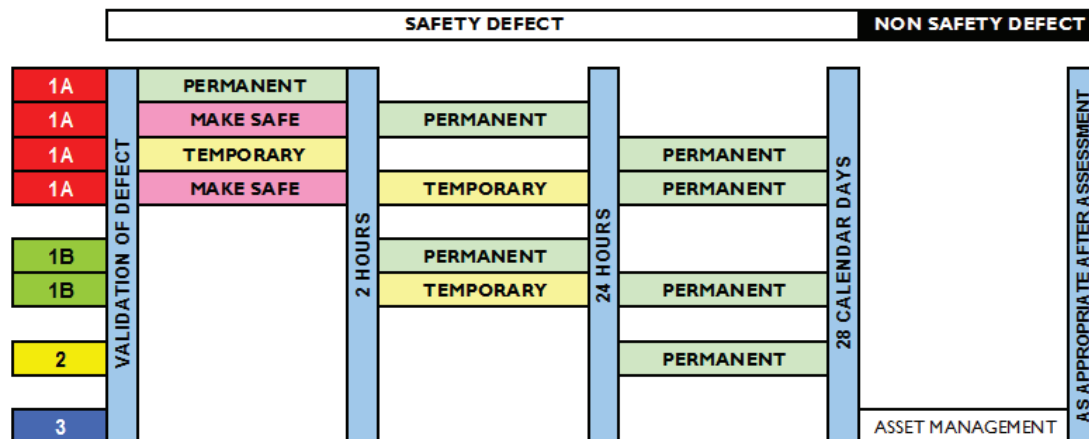 SAFETY DEFECT NON SAFETY DEFECT
1A PERMANENT
1A MAKE SAFE PERMANENT
1A TEMPORARY PERMANENT
1A MAKE SAFE TEMPORARY PERMANENT
1B PERMANENT
1B TEMPORARY PERMANENT
2 PERMANENT
3 ASSET MANAGEMENT
VALIDATION OF DEFECT
2 HOURS
24 HOURS
28 CALENDAR DAYS
AS APPROPRIATE AFTER ASSESSMENT